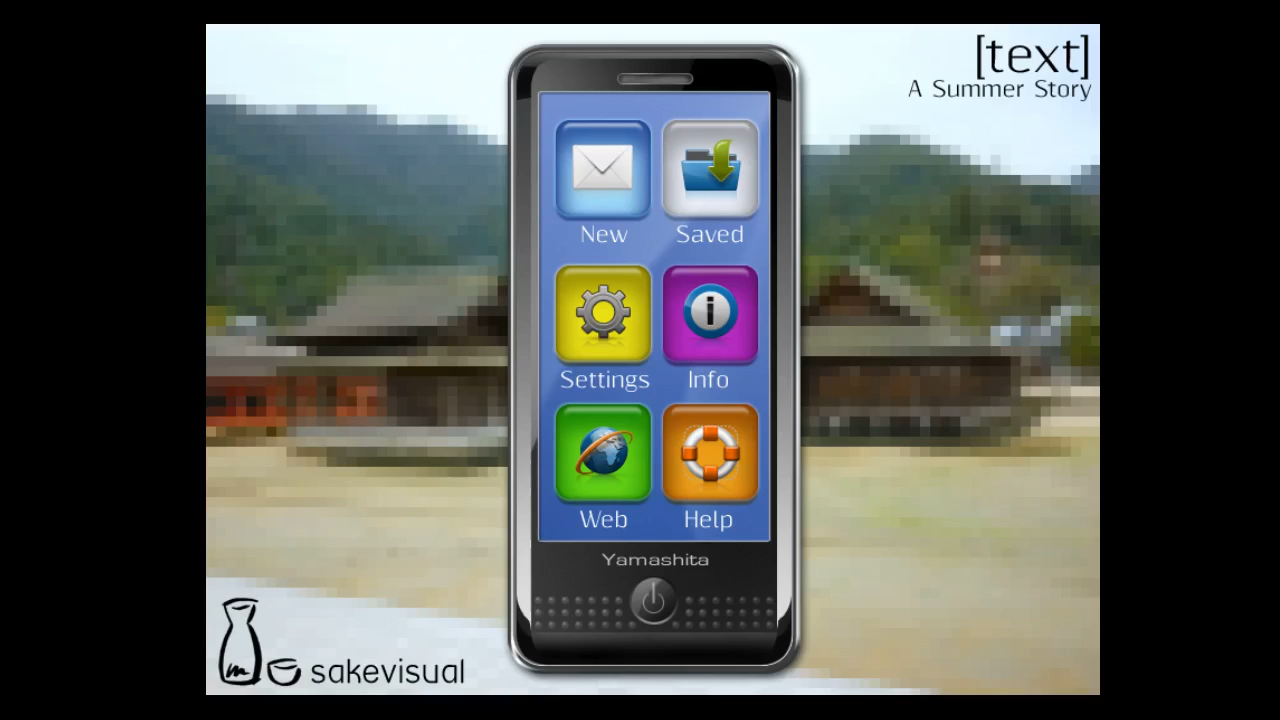 [text]
A Summer Story
New
Saved
Settings
Info
Web
Help
Yamashita
sakevisual